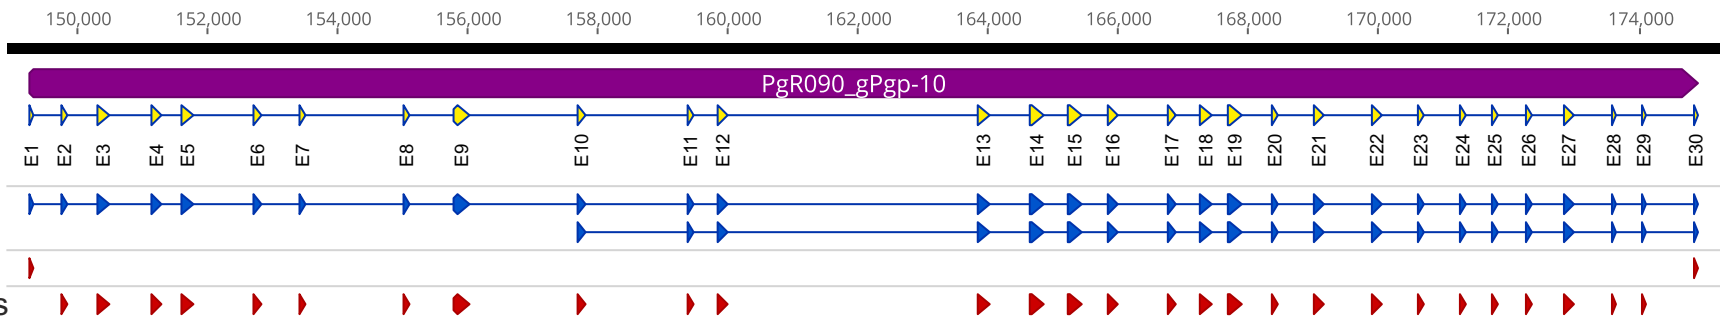 150,000 152,000 154,000 156,000 158,000 160,000 162,000 164,000 166,000 168,000 170,000 172,000 174,000
PgR090_gPgp-10
E1 E2 E3 E4 E5 E6 E7 E8 E9 E10 E11 E12 E13 E14 E15 E16 E17 E18 E19 E20 E21 E22 E23 E24 E25 E26 E27 E28 E29 E30
s